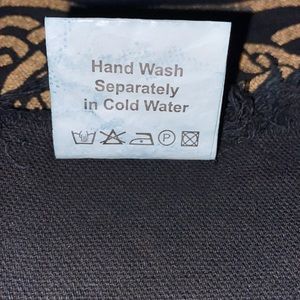 Hand Wash
Separately
in Cold Water
P